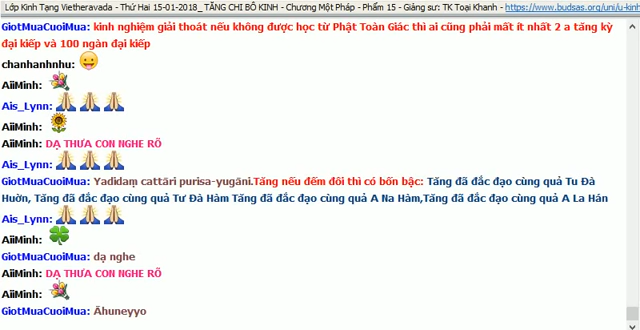 Lớp Kinh Tạng Vietheravada - Thứ Hai 15-01-2018_ TĂNG CHI BỘ KINH - Chương Một Pháp - Phẩm 15 - Giảng sư: TK Toại Khanh - https://www.budsas.org/uni/u-kinh
GiotMuaCuoiMua: kinh nghiệm giải thoát nếu không được học từ Phật Toàn Giác thì ai cũng phải mất ít nhất 2 a tăng kỳ
đại kiếp và 100 ngàn đại kiếp
chanhanhnhu:
AiiMinh:
Ais_Lynn:
AiiMinh:
AiiMinh: DẠ THƯA CON NGHE RÕ
Ais_Lynn:
GiotMuaCuoiMua: Yadidaṃ cattāri purisa-yugāni.Tăng nếu đếm đôi thì có bốn bậc: Tăng đã đắc đạo cùng quả Tu Đà
Huờn, Tăng đã đắc đạo cùng quả Tư Đà Hàm Tăng đã đắc đạo cùng quả A Na Hàm,Tăng đã đắc đạo cùng quả A La Hán
Ais_Lynn:
AiiMinh:
GiotMuaCuoiMua: dạ nghe
AiiMinh: DẠ THƯA CON NGHE RÕ
AiiMinh:
GiotMuaCuoiMua: Āhuneyyo